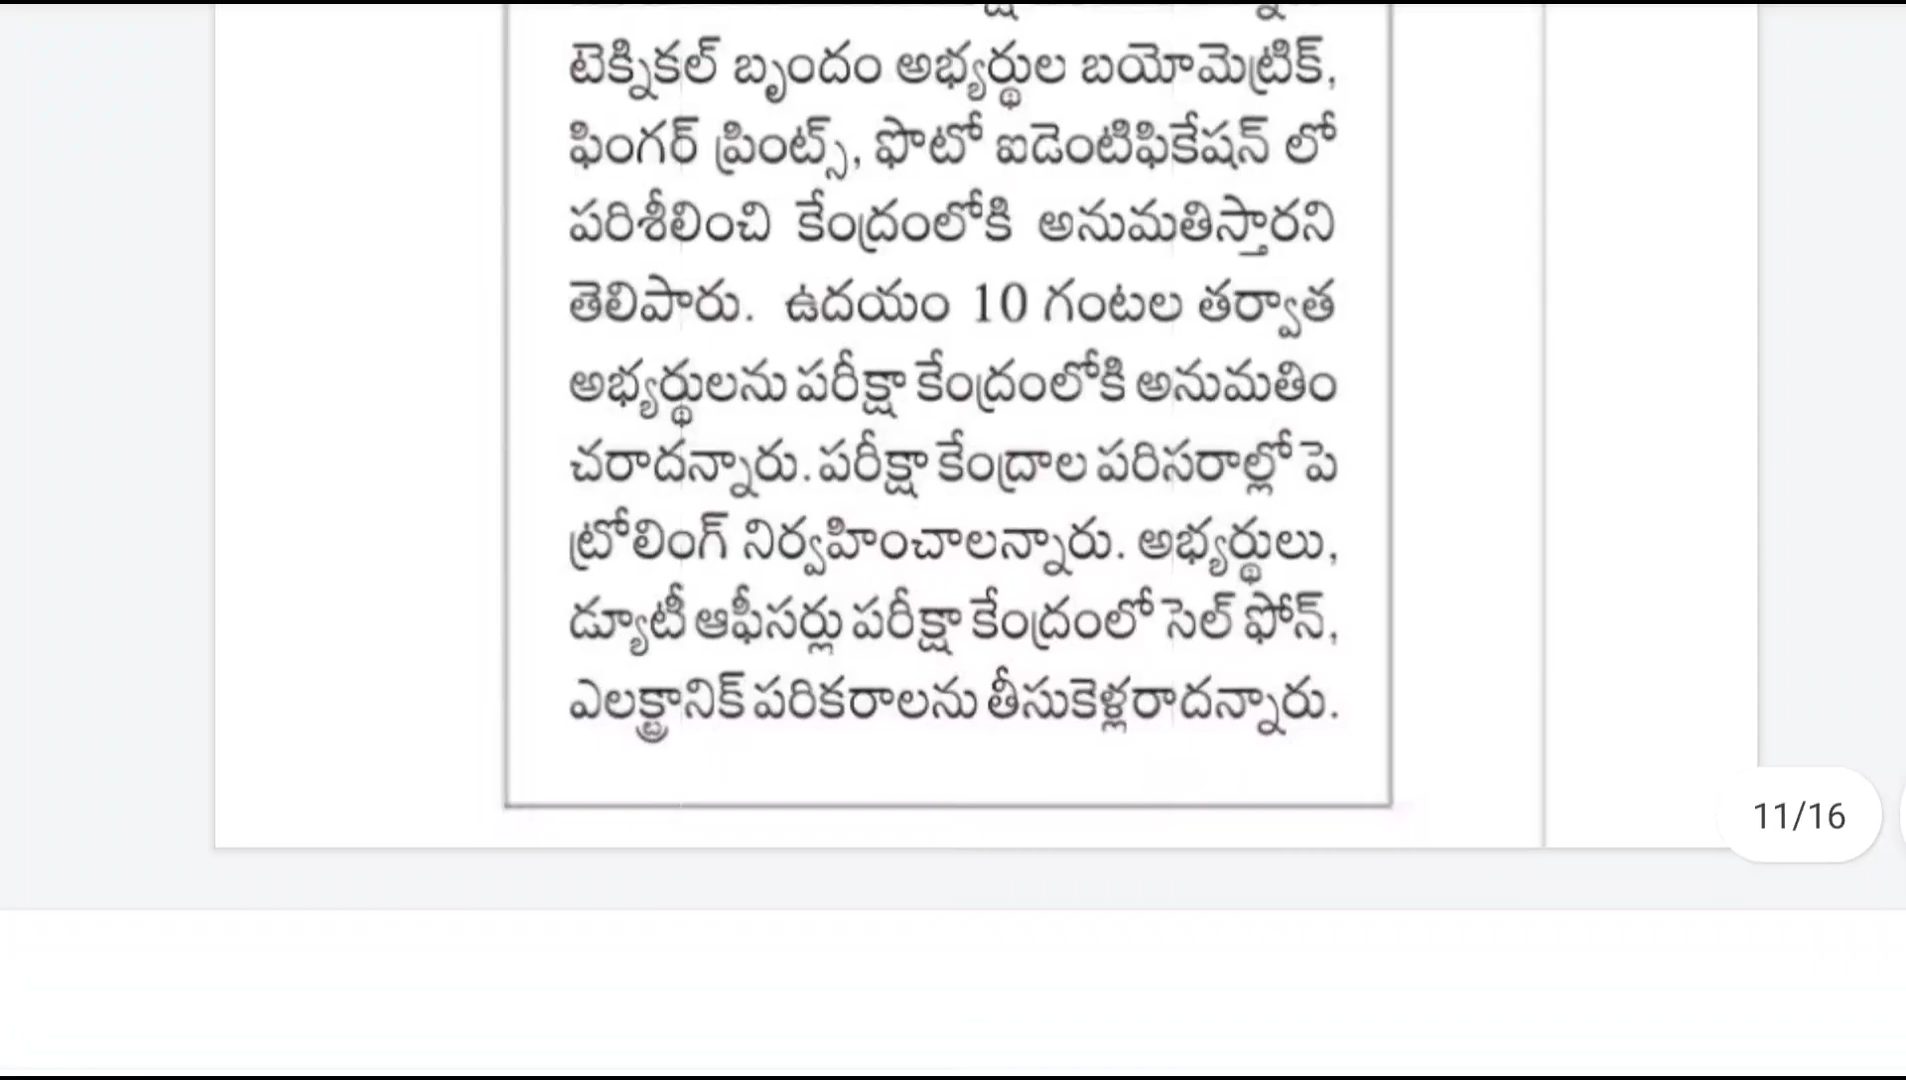 టెక్నికల్ బృందం అభ్యర్థుల బయోమెట్రిక్,
ఫింగర్ ప్రింట్స్, ఫొటో ఐడెంటిఫికేషన్ లో
పరిశీలించి కేంద్రంలోకి అనుమతిస్తారని
తెలిపారు. ఉదయం 10 గంటల తర్వాత
అభ్యర్థులను పరీక్షా కేంద్రంలోకి అనుమతిం
చరాదన్నారు. పరీక్షా కేంద్రాల పరిసరాల్లో పె
ట్రోలింగ్ నిర్వహించాలన్నారు. అభ్యర్థులు,
డ్యూటీ ఆఫీసర్లు పరీక్షా కేంద్రంలో సెల్ ఫోన్,
ఎలక్ట్రానిక్ పరికరాలను తీసుకెళ్లరాదన్నారు.
11/16